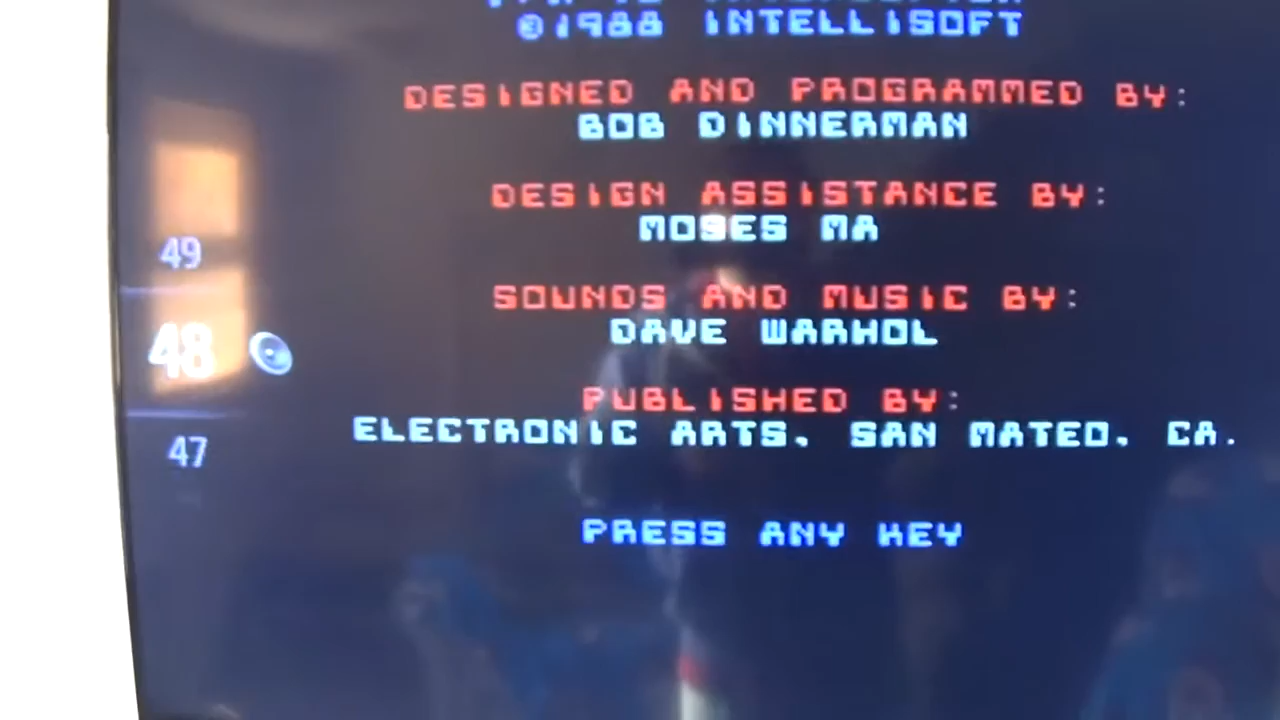 ©1988 INTELLISOFT
DESIGNED AND PROGRAMMED BY:
BOB DINNERMAN
DESIGN ASSISTANCE BY:
MOSES MA
49
SOUNDS AND MUSIC BY:
DAVE WARHOL
48
PUBLISHED BY:
ELECTRONIC ARTS, SAN MATEO, CA.
47
PRESS ANY KEY